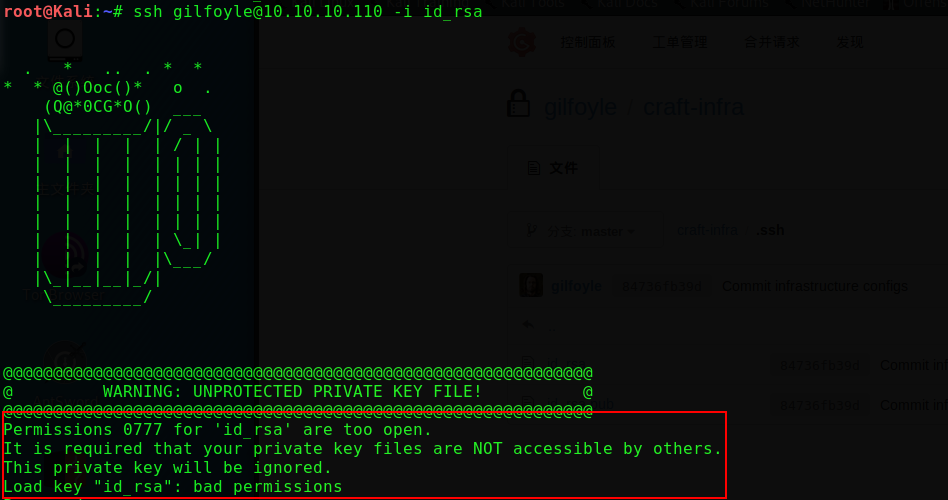 root@Kali:~# ssh gilfoyle@10.10.10.110 -i id_rsa
控制面板 工单管理 合并请求 发现
  .   *   ..  . *  *
*  * @()Ooc()*   o  .
    (Q@*0CG*O()  ___
   |\_________/|/ _ \
   |  |  |  |  | / | |
   |  |  |  |  | | | |
   |  |  |  |  | | | |
   |  |  |  |  | | | |
   |  |  |  |  | | | |
   |  |  |  |  | \_| |
   |  |  |  |  |\___/
   |\_|__|__|_/|
    \_________/
gilfoyle / craft-infra
文件
分支: master
craft-infra / .ssh
gilfoyle 84736fb39d Commit infrastructure configs
@@@@@@@@@@@@@@@@@@@@@@@@@@@@@@@@@@@@@@@@@@@@@@@@@@@@@@@@@@@
84736fb39d Commit inf
@         WARNING: UNPROTECTED PRIVATE KEY FILE!          @
@@@@@@@@@@@@@@@@@@@@@@@@@@@@@@@@@@@@@@@@@@@@@@@@@@@@@@@@@@@
84736fb39d Commit inf
Permissions 0777 for 'id_rsa' are too open.
It is required that your private key files are NOT accessible by others.
This private key will be ignored.
Load key "id_rsa": bad permissions